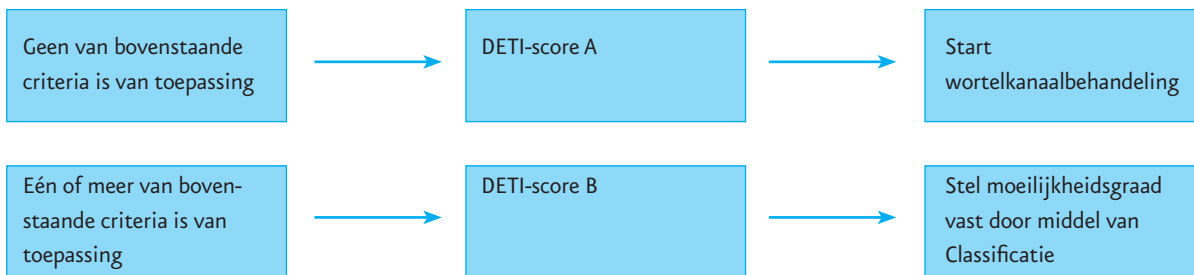 Geen van bovenstaande
criteria is van toepassing
DETI-score A
Start
wortelkanaalbehandeling
Eén of meer van boven-
staande criteria is van
toepassing
DETI-score B
Stel moeilijkheidsgraad
vast door middel van
Classificatie